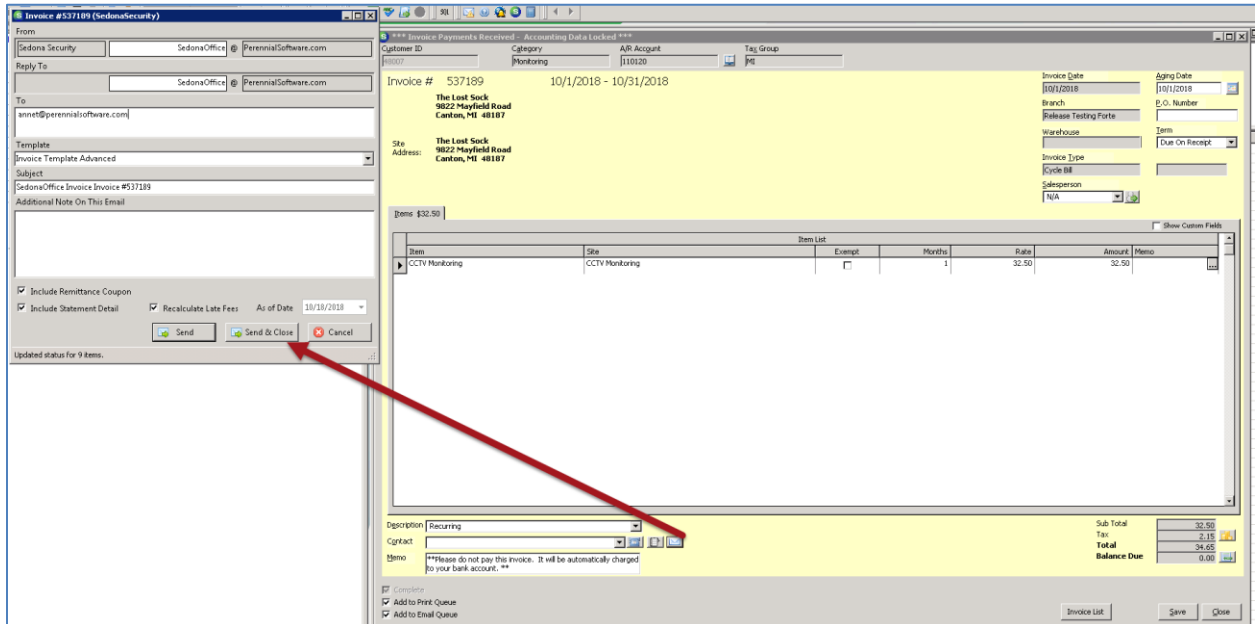 Invoice #537189 (SedonaSecurity)
From
Sedona Security SedonaOffice @ PerennialSoftware.com
Reply To
SedonaOffice @ PerennialSoftware.com
To
annet@perennialsoftware.com
Template
Invoice Template Advanced
Subject
SedonaOffice Invoice Invoice #537189
Additional Note On This Email
Include Remittance Coupon
Include Statement Detail Recalculate Late Fees As of Date 10/18/2018
Send Send & Close Cancel
Updated status for 9 items.
SQL
*** Invoice Payments Received - Accounting Data Locked ***
Customer ID Category A/R Account Tax Group
48007 Monitoring 110120 MI
Invoice # 537189 10/1/2018 - 10/31/2018
The Lost Sock
9822 Mayfield Road
Canton, MI 48187
Site Address: The Lost Sock
9822 Mayfield Road
Canton, MI 48187
Invoice Date Aging Date
10/1/2018 10/1/2018
Branch P.O. Number
Release Testing Forte
Warehouse Term
Due On Receipt
Invoice Type
Cycle Bill
Salesperson
N/A
Items $32.50
Show Custom Fields
Item List
Item Site Exempt Months Rate Amount Memo
CCTV Monitoring CCTV Monitoring 1 32.50 32.50 ...
Description Recurring
Contact
Memo **Please do not pay this invoice. It will be automatically charged
to your bank account. **
Sub Total 32.50
Tax 2.15
Total 34.65
Balance Due 0.00
Complete
Add to Print Queue
Add to Email Queue
Invoice List Save Close